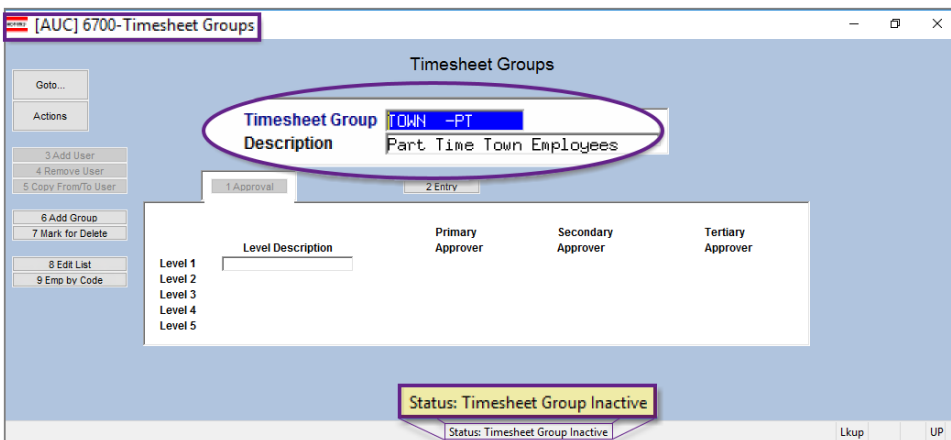 [AUC] 6700-Timesheet Groups
Timesheet Groups
Goto...
Actions
Timesheet Group TOWN -PT
Description Part Time Town Employees
3 Add User
4 Remove User
5 Copy From/To User
1 Approval 2 Entry
6 Add Group
7 Mark for Delete
8 Edit List
9 Emp by Code
Primary Secondary Tertiary
Level Description Approver Approver Approver
Level 1
Level 2
Level 3
Level 4
Level 5
Status: Timesheet Group Inactive
Status: Timesheet Group Inactive
Lkup UP